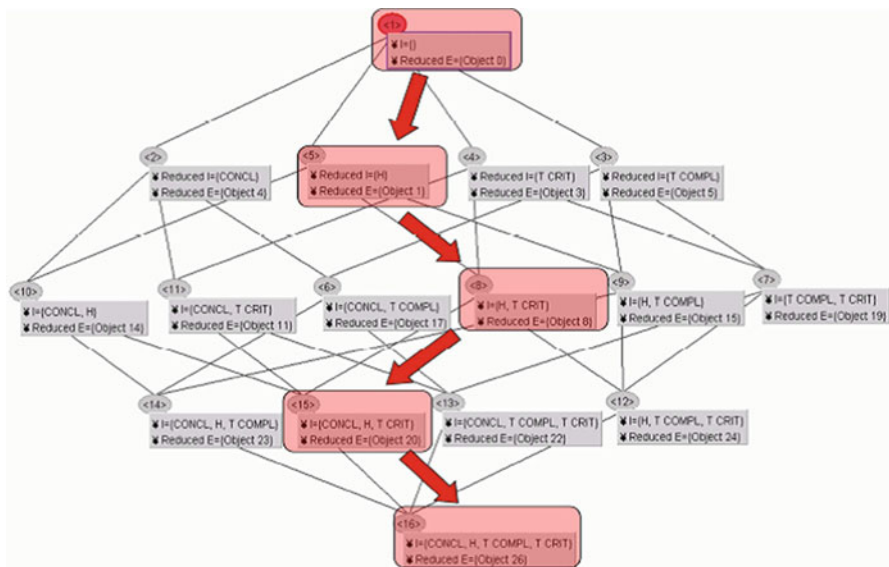 <1>
¥ I={}
¥ Reduced E={Object 0}
<2>
¥ Reduced I={CONCL}
¥ Reduced E={Object 4}
<5>
¥ Reduced I={H}
¥ Reduced E={Object 1}
<4>
¥ Reduced I={T CRIT}
¥ Reduced E={Object 3}
<3>
¥ Reduced I={T COMPL}
¥ Reduced E={Object 5}
<10>
¥ I={CONCL, H}
¥ Reduced E={Object 14}
<11>
¥ I={CONCL, T CRIT}
¥ Reduced E={Object 11}
<6>
¥ I={CONCL, T COMPL}
¥ Reduced E={Object 17}
<8>
¥ I={H, T CRIT}
¥ Reduced E={Object 8}
<9>
¥ I={H, T COMPL}
¥ Reduced E={Object 15}
<7>
¥ I={T COMPL, T CRIT}
¥ Reduced E={Object 19}
<14>
¥ I={CONCL, H, T COMPL}
¥ Reduced E={Object 23}
<15>
¥ I={CONCL, H, T CRIT}
¥ Reduced E={Object 20}
<13>
¥ I={CONCL, T COMPL, T CRIT}
¥ Reduced E={Object 22}
<12>
¥ I={H, T COMPL, T CRIT}
¥ Reduced E={Object 24}
<16>
¥ I={CONCL, H, T COMPL, T CRIT}
¥ Reduced E={Object 26}